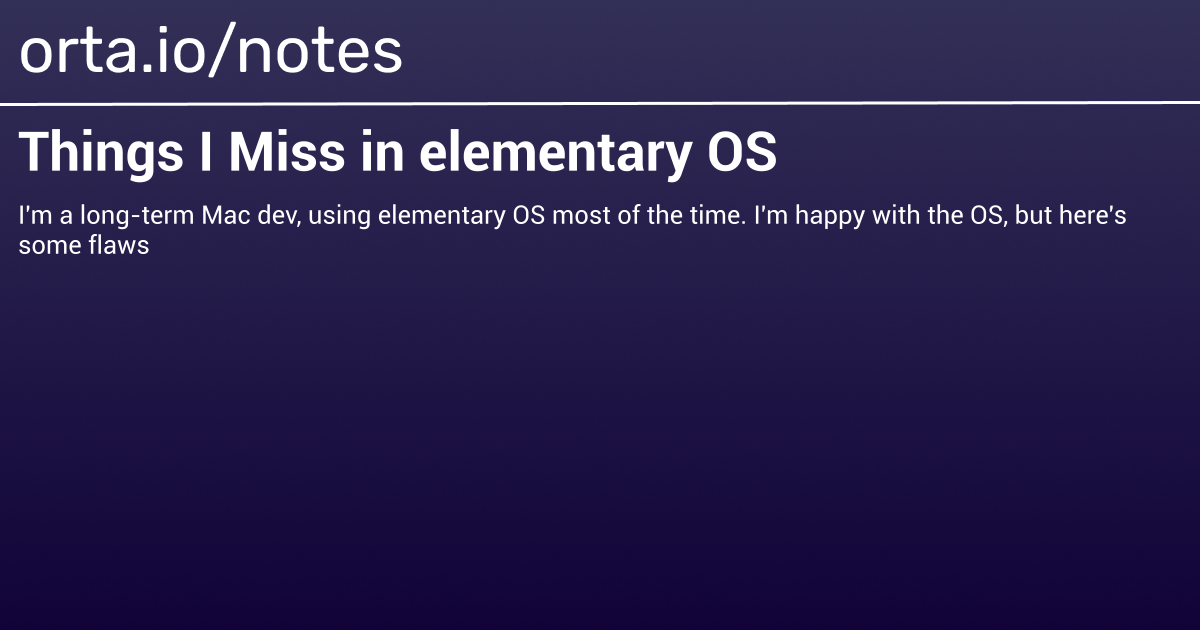 orta.io/notes
Things I Miss in elementary OS
I'm a long-term Mac dev, using elementary OS most of the time. I'm happy with the OS, but here's
some flaws